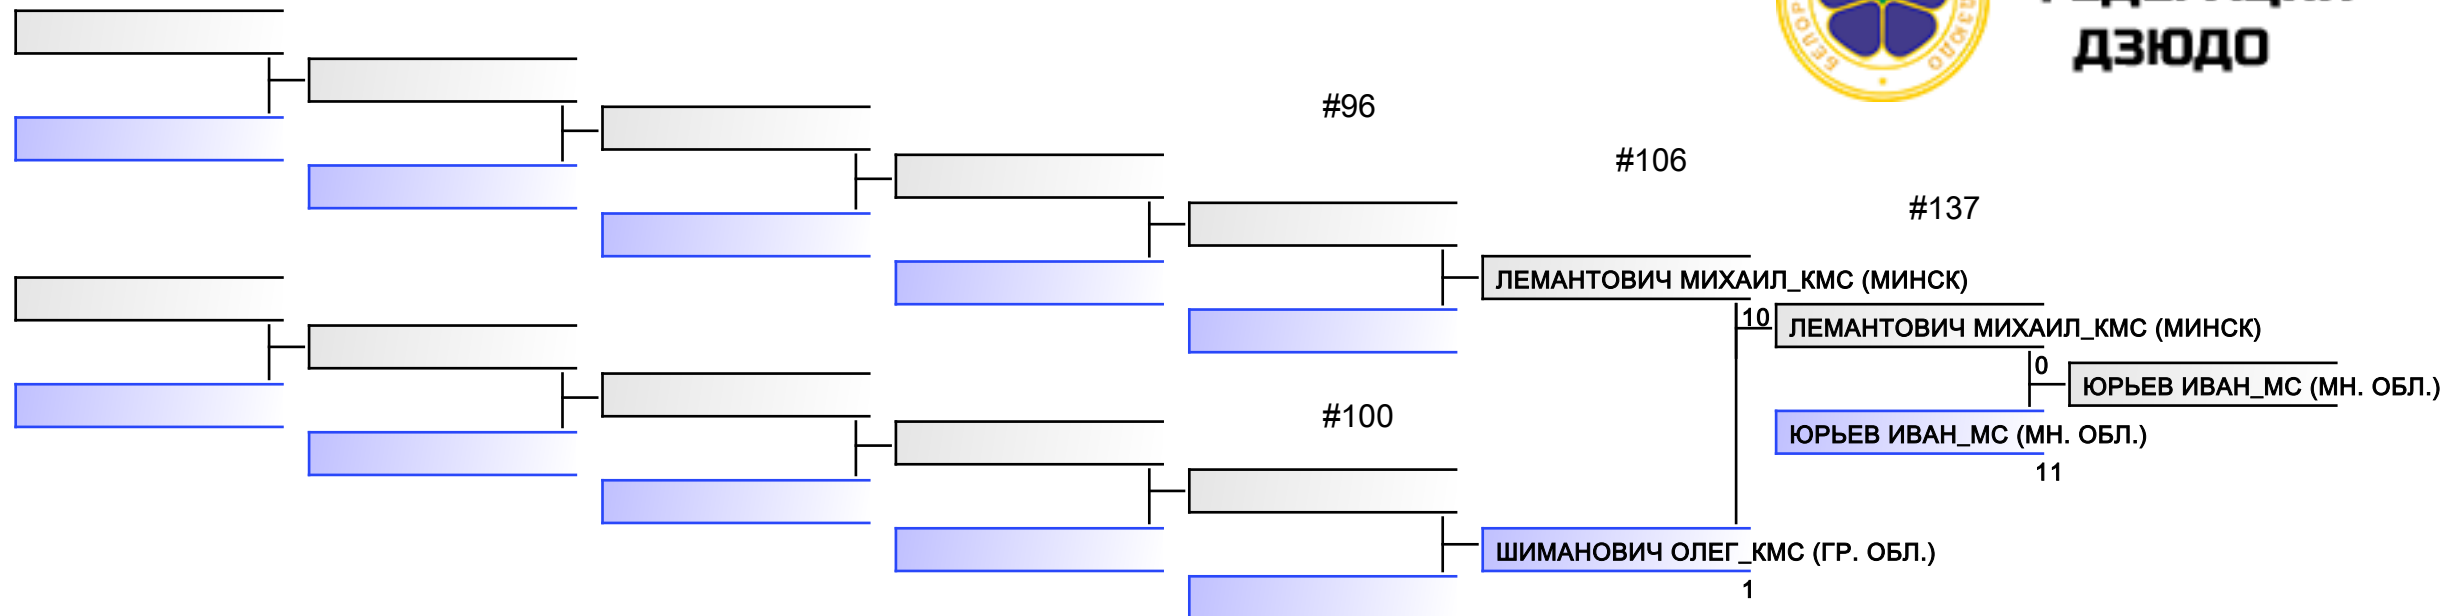 ДЗЮДО
#96
#106
#137
ЛЕМАНТОВИЧ МИХАИЛ_КМС (МИНСК)
10
ЛЕМАНТОВИЧ МИХАИЛ_КМС (МИНСК)
0
ЮРЬЕВ ИВАН_МС (МН. ОБЛ.)
#100
ЮРЬЕВ ИВАН_МС (МН. ОБЛ.)
11
ШИМАНОВИЧ ОЛЕГ_КМС (ГР. ОБЛ.)
1